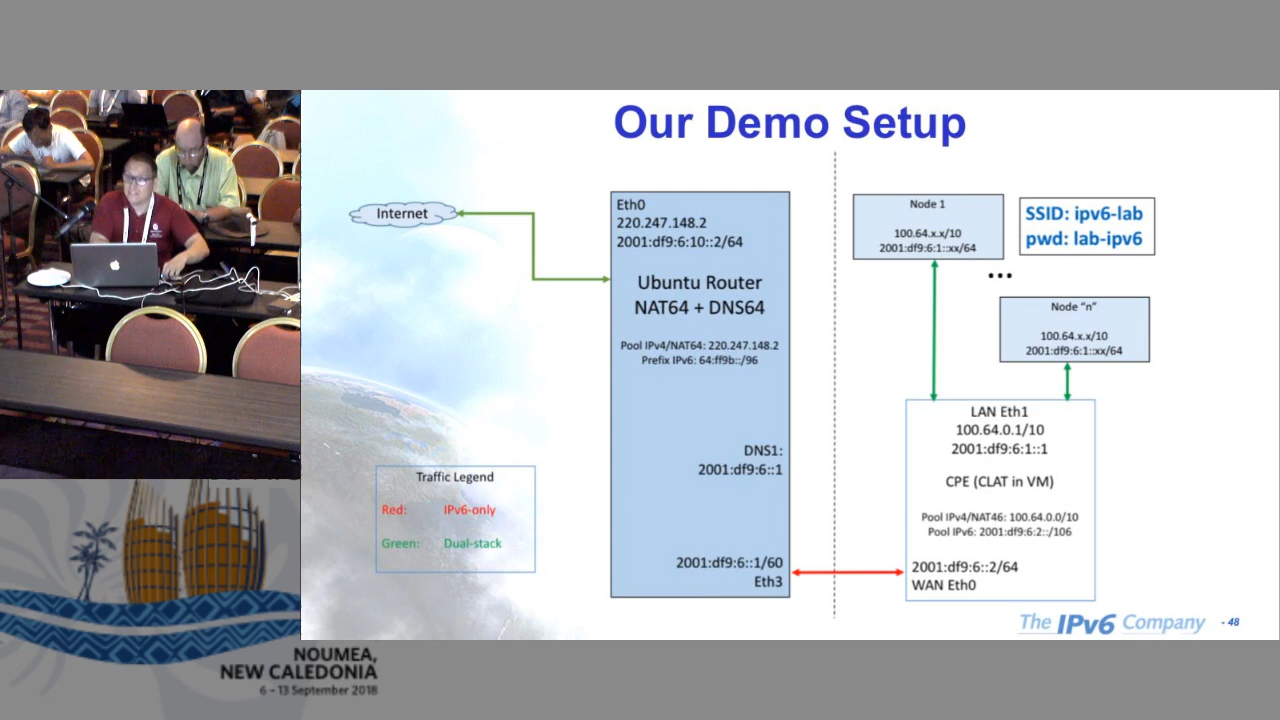 Our Demo Setup
Internet
Eth0
220.247.148.2
2001:df9:6:10::2/64
Ubuntu Router
NAT64 + DNS64
Pool IPv4/NAT64: 220.247.148.2
Prefix IPv6: 64:ff9b::/96
DNS1:
2001:df9:6::1
2001:df9:6::1/60
Eth3
Node 1
100.64.x.x/10
2001:df9:6:1::xx/64
SSID: ipv6-lab
pwd: lab-ipv6
...
Node “n”
100.64.x.x/10
2001:df9:6:1::xx/64
LAN Eth1
100.64.0.1/10
2001:df9:6:1::1
CPE (CLAT in VM)
Pool IPv4/NAT46: 100.64.0.0/10
Pool IPv6: 2001:df9:6:2::/106
2001:df9:6::2/64
WAN Eth0
Traffic Legend
Red: IPv6-only
Green: Dual-stack
The IPv6 Company - 48
NOUMEA,
NEW CALEDONIA
6 – 13 September 2018